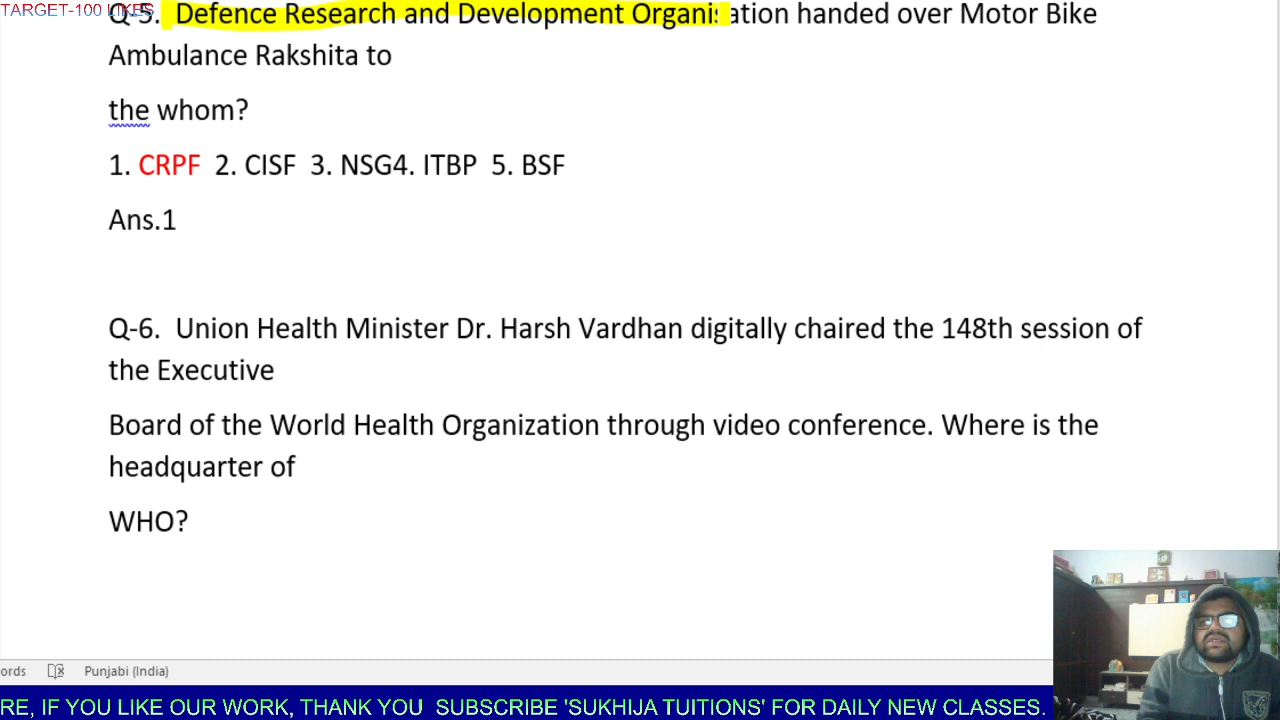 TARGET-100 LIKES
Q-5. Defence Research and Development Organisation handed over Motor Bike
Ambulance Rakshita to
the whom?
1. CRPF 2. CISF 3. NSG4. ITBP 5. BSF
Ans.1
Q-6. Union Health Minister Dr. Harsh Vardhan digitally chaired the 148th session of
the Executive
Board of the World Health Organization through video conference. Where is the
headquarter of
WHO?
ords Punjabi (India)
RE, IF YOU LIKE OUR WORK, THANK YOU SUBSCRIBE 'SUKHIJA TUITIONS' FOR DAILY NEW CLASSES.